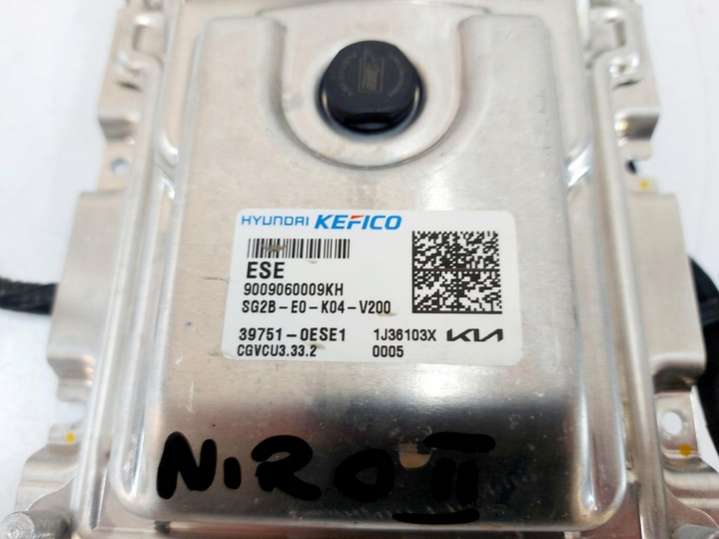 HYUNDAI KEFICO
ESE
9009060009KH
SG2B-E0-K04-V200
39751-0ESE1 1J36103X KIA
CGVCU3.33.2 0005
NIRO II